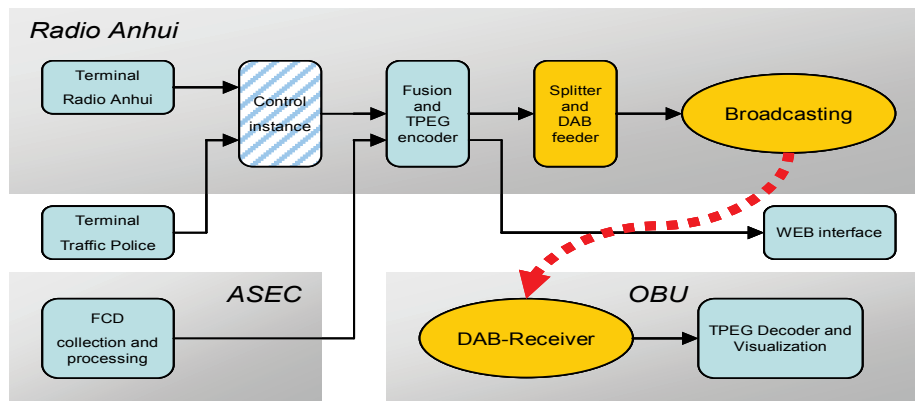 Radio Anhui
Terminal
Radio Anhui
Control
instance
Fusion
and
TPEG
encoder
Splitter
and
DAB
feeder
Broadcasting
Terminal
Traffic Police
WEB interface
ASEC
FCD
collection and
processing
OBU
DAB-Receiver
TPEG Decoder and
Visualization